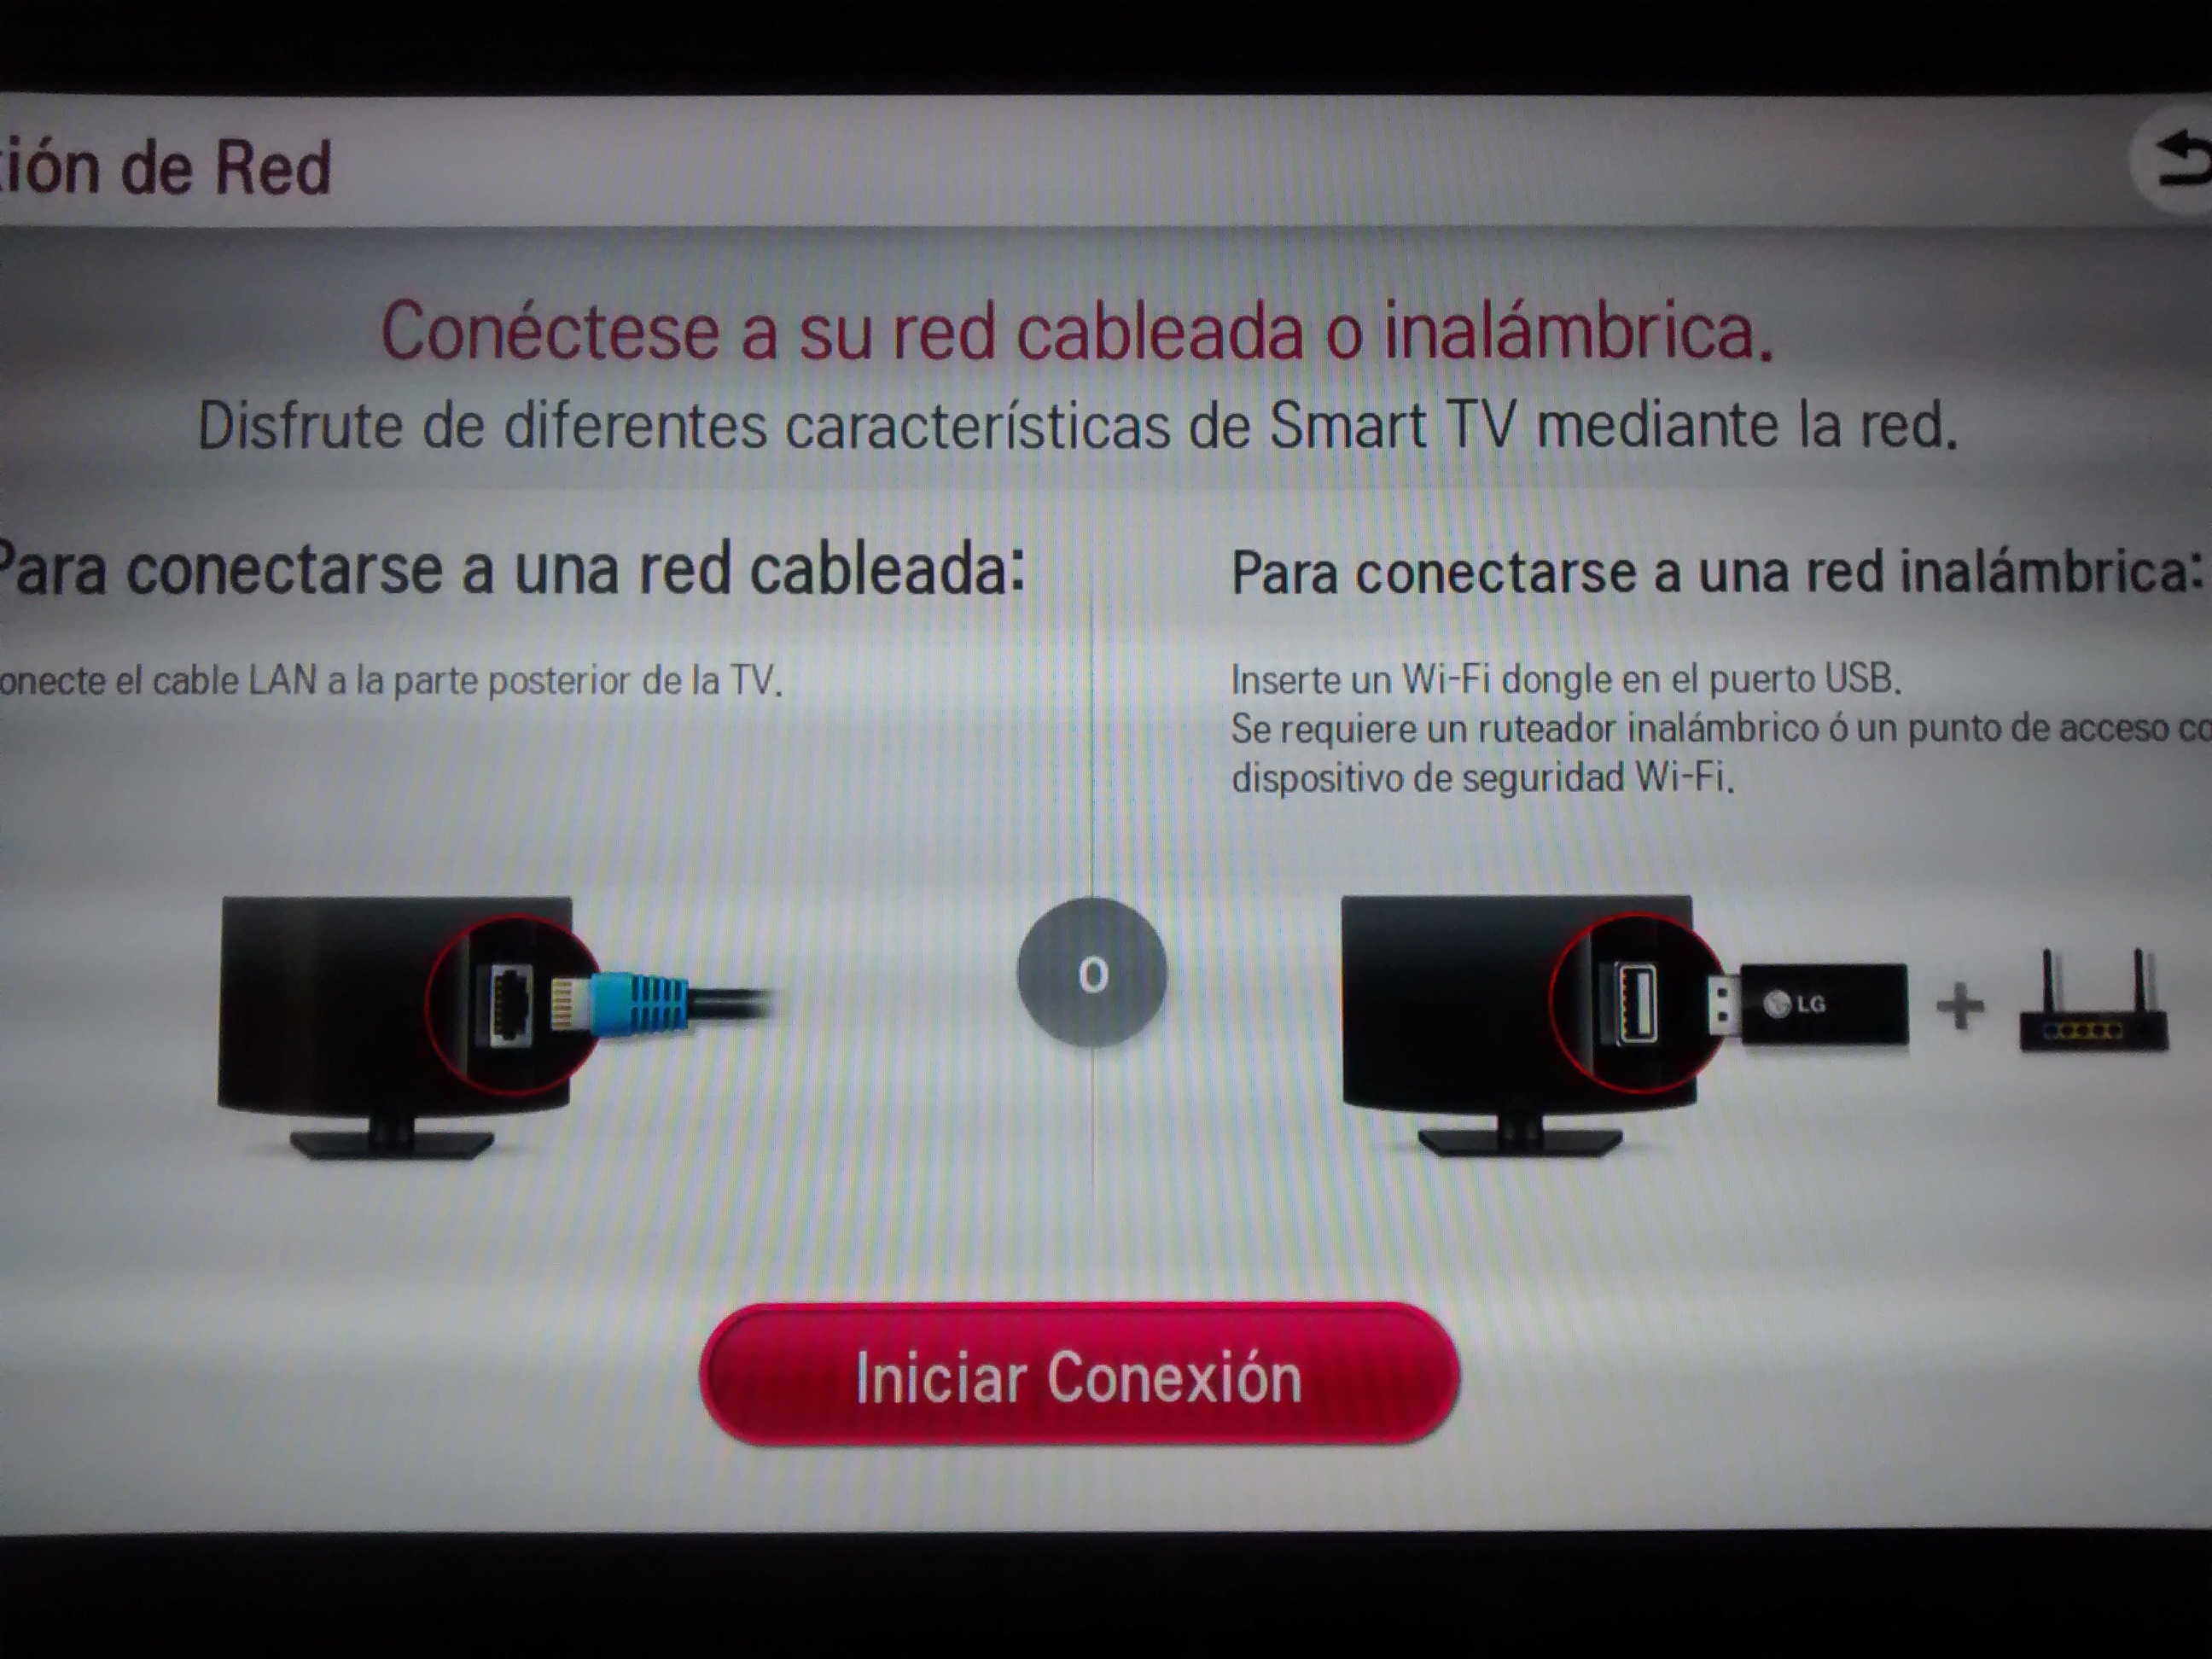 de Red
Conéctese a su red cableada o inalámbrica.
Disfrute de diferentes características de Smart TV mediante la red.
Para conectarse a una red cableada:
el cable LAN a la parte posterior de la TV.
o
Para conectarse a una red inalámbrica:
Inserte un Wi-Fi dongle en el puerto USB.
Se requiere un ruteador inalámbrico ó un punto de acceso
dispositivo de seguridad Wi-Fi.
LG
Iniciar Conexión